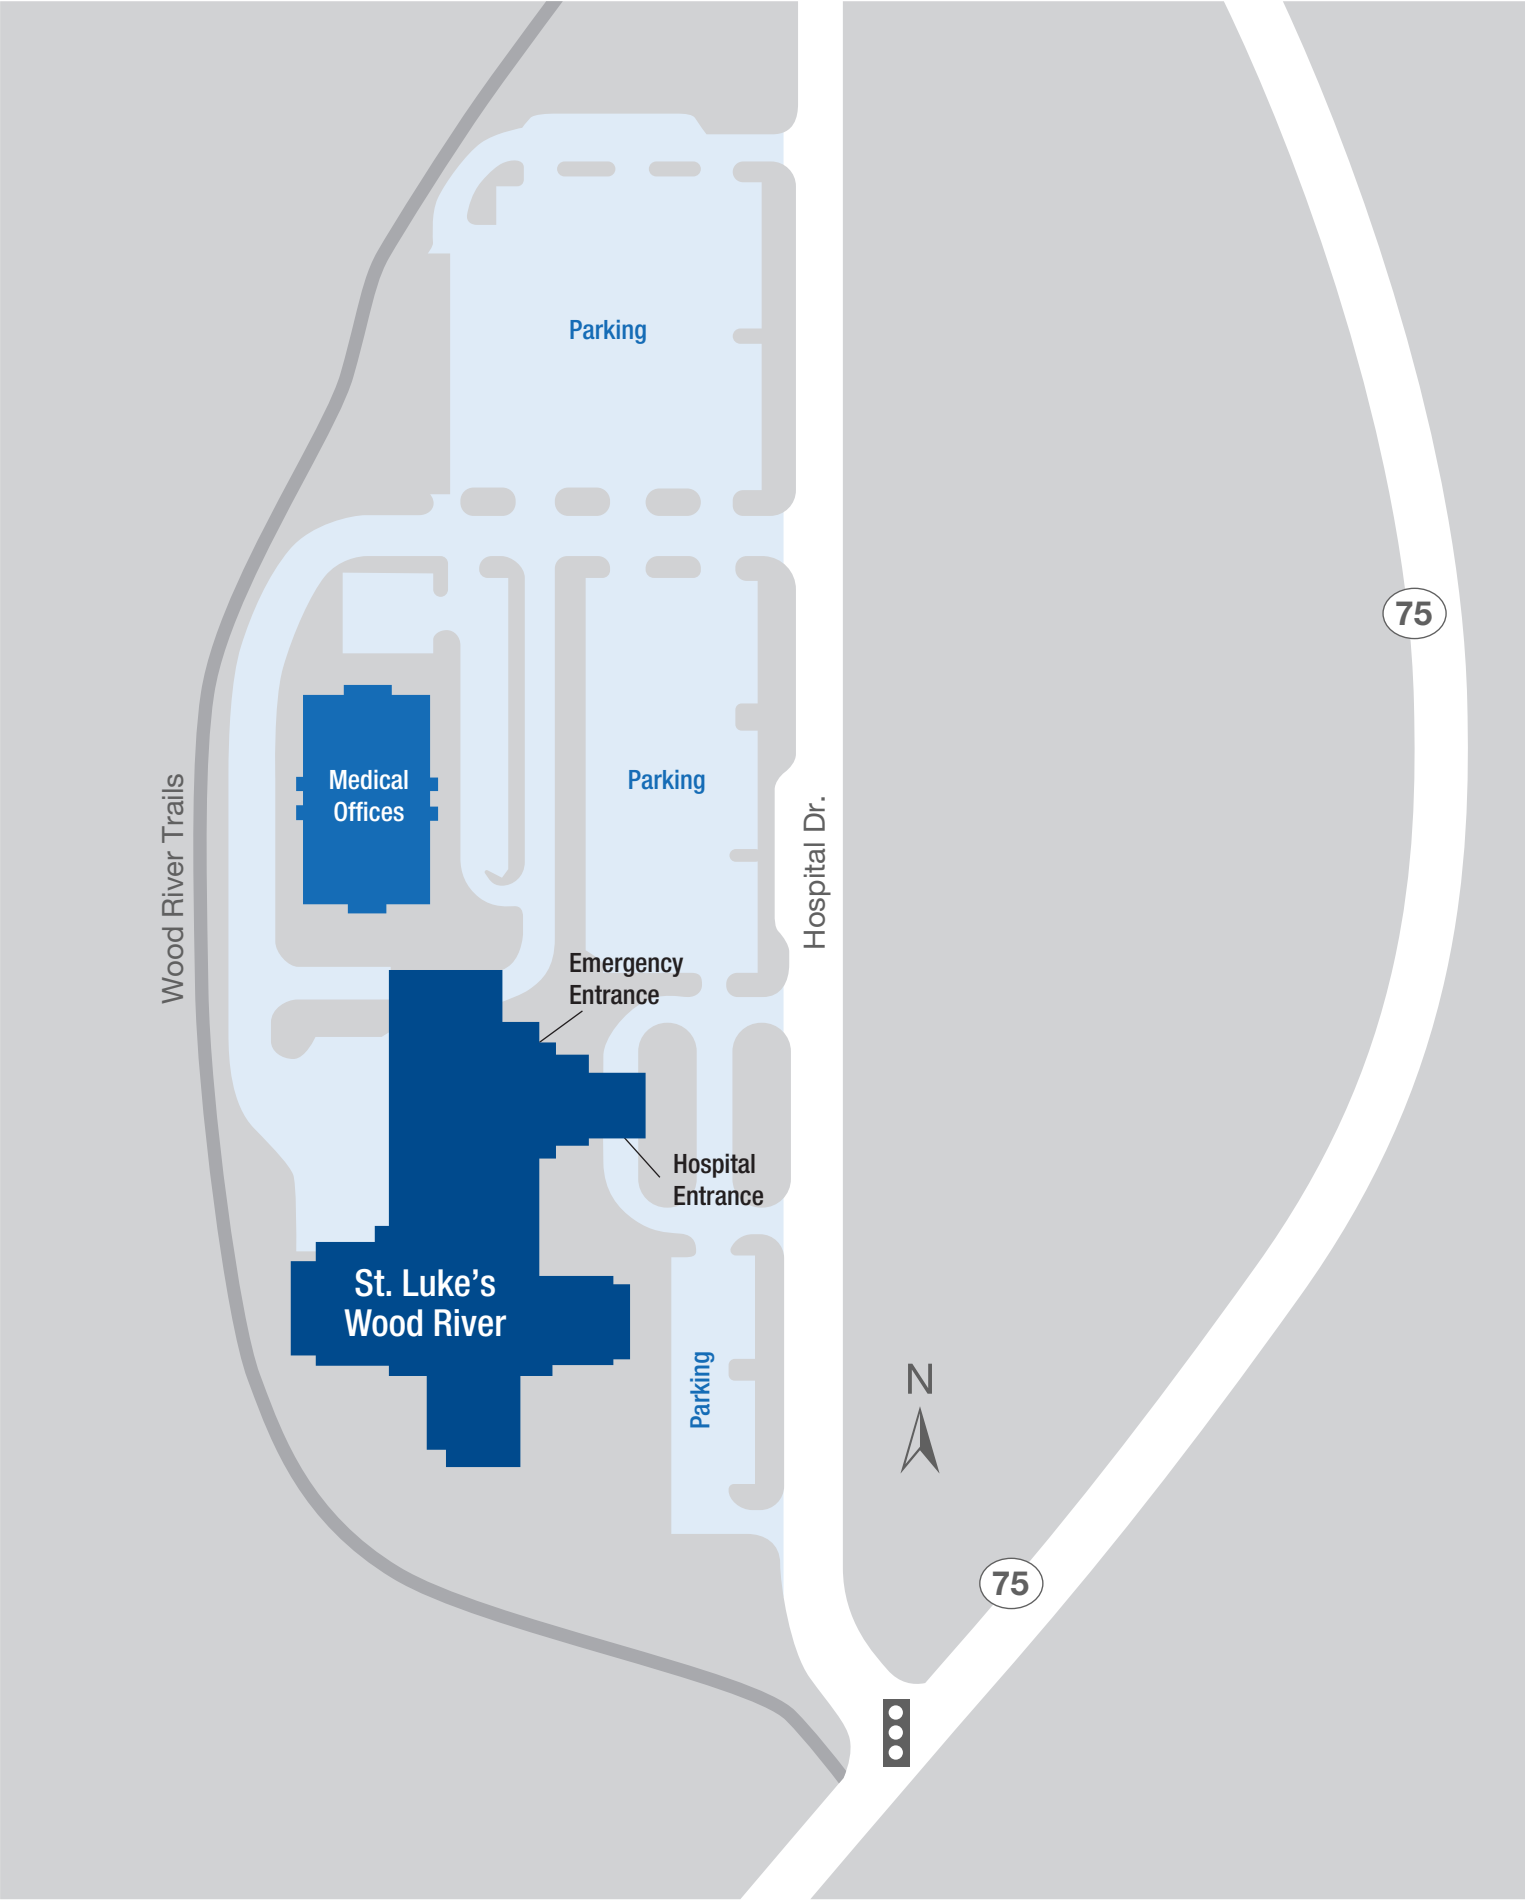 Parking
75
Medical
Offices
Parking
Wood River Trails
Hospital Dr.
Emergency
Entrance
Hospital
Entrance
St. Luke’s
Wood River
Parking
N
75